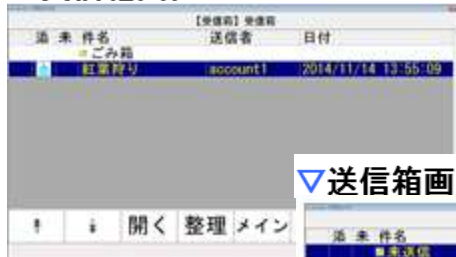 【受信箱】受信箱
添 未 件名 送信者 日付
ごみ箱
紅葉狩り account1 2014/11/14 13:55:09
▽送信箱画
↑ ↓ 開く 整理 メイン
添 未 件名
未送信